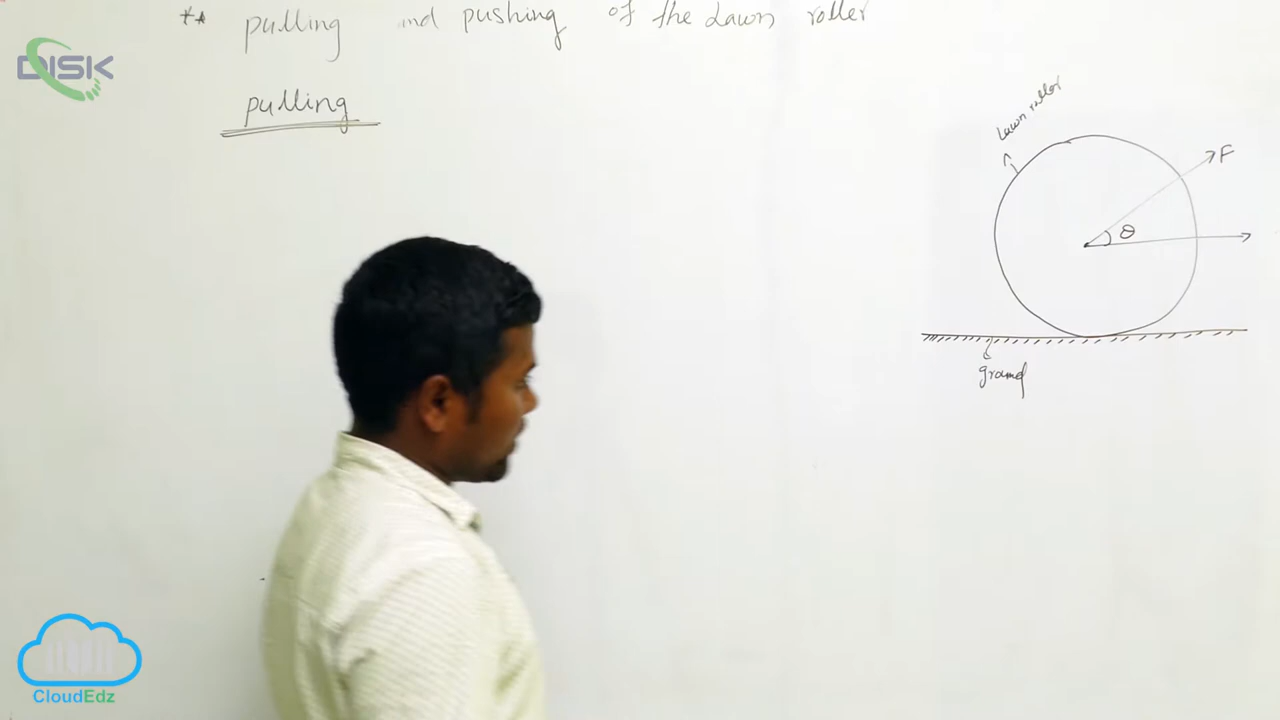 ** pulling and pushing of the Lawn roller
DISK
pulling
Lawn roller
F
θ
ground
CloudEdz